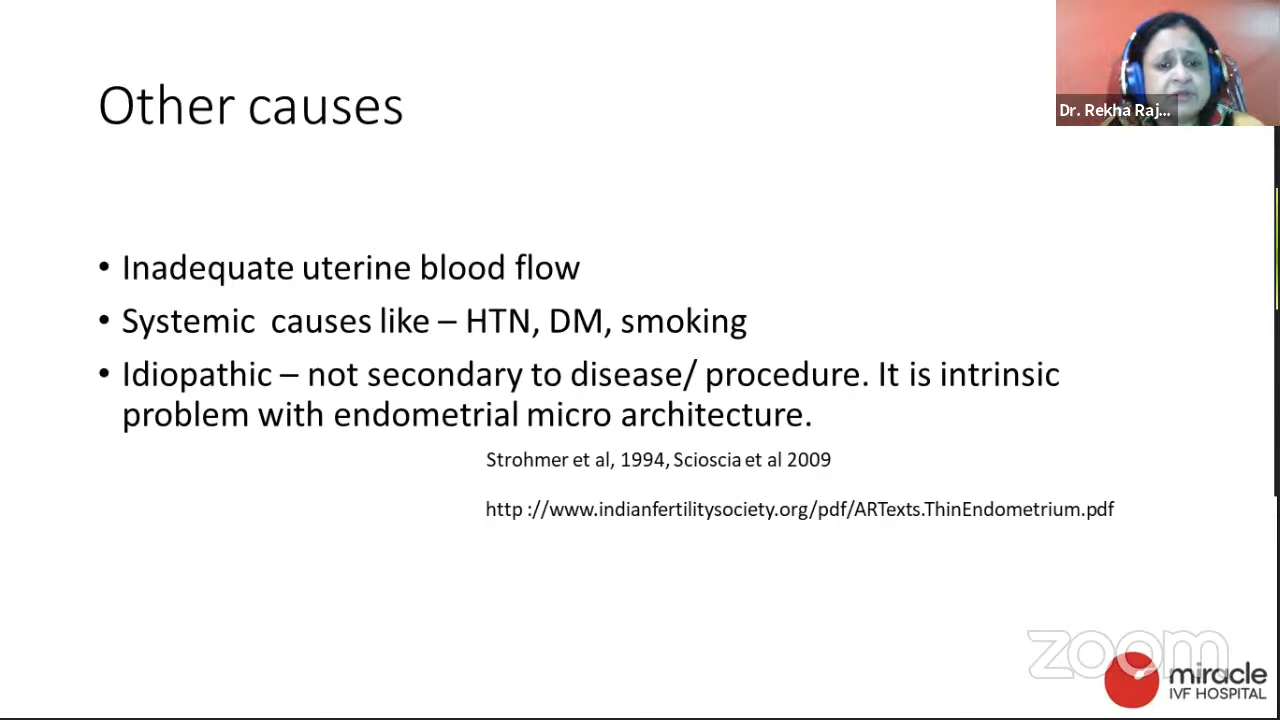 Other causes
Dr. Rekha Raj...
• Inadequate uterine blood flow
• Systemic causes like – HTN, DM, smoking
• Idiopathic – not secondary to disease/ procedure. It is intrinsic
problem with endometrial micro architecture.
Strohmer et al, 1994, Scioscia et al 2009
http ://www.indianfertilitysociety.org/pdf/ARTexts.ThinEndometrium.pdf
zoom
miracle
IVF HOSPITAL